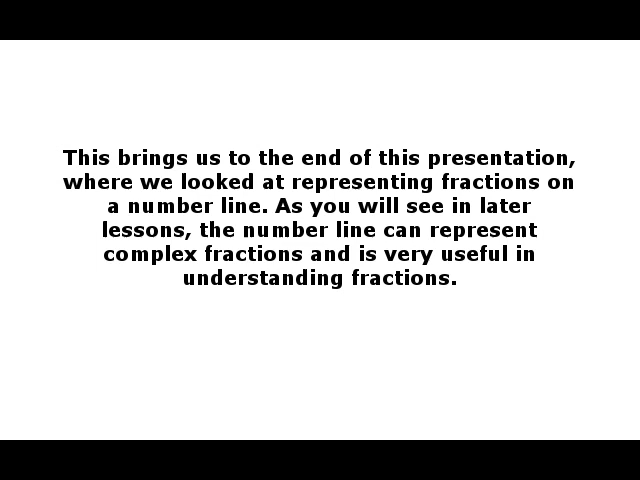 This brings us to the end of this presentation,
where we looked at representing fractions on
a number line. As you will see in later
lessons, the number line can represent
complex fractions and is very useful in
understanding fractions.